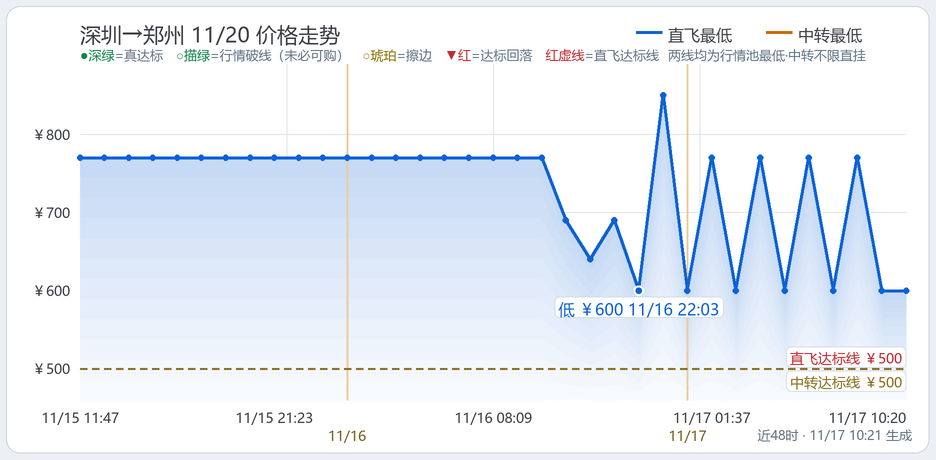 深圳→郑州 11/20 价格走势
直飞最低 中转最低
●深绿=真达标 ○描绿=行情破线（未必可购） ○琥珀=擦边 ▼红=达标回落 红虚线=直飞达标线 两线均为行情池最低·中转不限直挂
¥800
¥700
¥600
¥500
低 ¥600 11/16 22:03
直飞达标线 ¥500
中转达标线 ¥500
11/15 11:47 11/15 21:23 11/16 08:09 11/17 01:37 11/17 10:20
11/16 11/17 近48时 · 11/17 10:21 生成